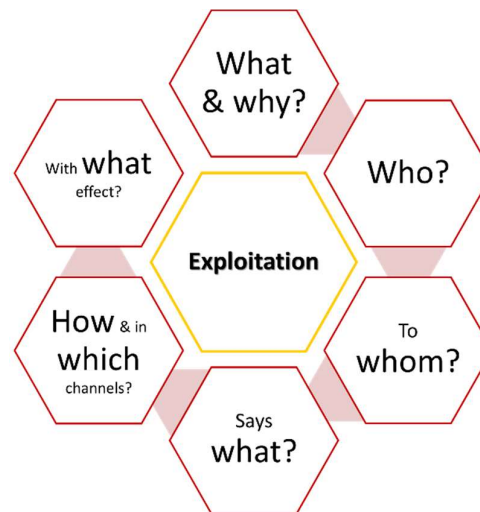 What
& why?
Who?
To
whom?
Says
what?
How & in
which
channels?
With what
effect?
Exploitation